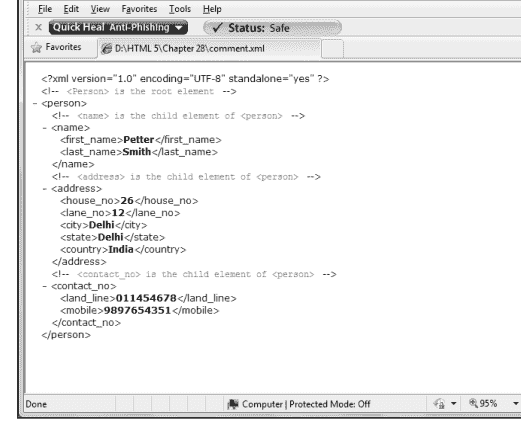 File Edit View Favorites Tools Help
x Quick Heal Anti-Phishing ✓ Status: Safe
Favorites D:\HTML 5\Chapter 28\comment.xml
<?xml version="1.0" encoding="UTF-8" standalone="yes" ?>
<!-- <Person> is the root element -->
- <person>
<!-- <name> is the child element of <person> -->
- <name>
<first_name>Petter</first_name>
<last_name>Smith</last_name>
</name>
<!-- <address> is the child element of <person> -->
- <address>
<house_no>26</house_no>
<lane_no>12</lane_no>
<city>Delhi</city>
<state>Delhi</state>
<country>India</country>
</address>
<!-- <contact_no> is the child element of <person> -->
- <contact_no>
<land_line>011454678</land_line>
<mobile>9897654351</mobile>
</contact_no>
</person>
Done Computer | Protected Mode: Off 95%